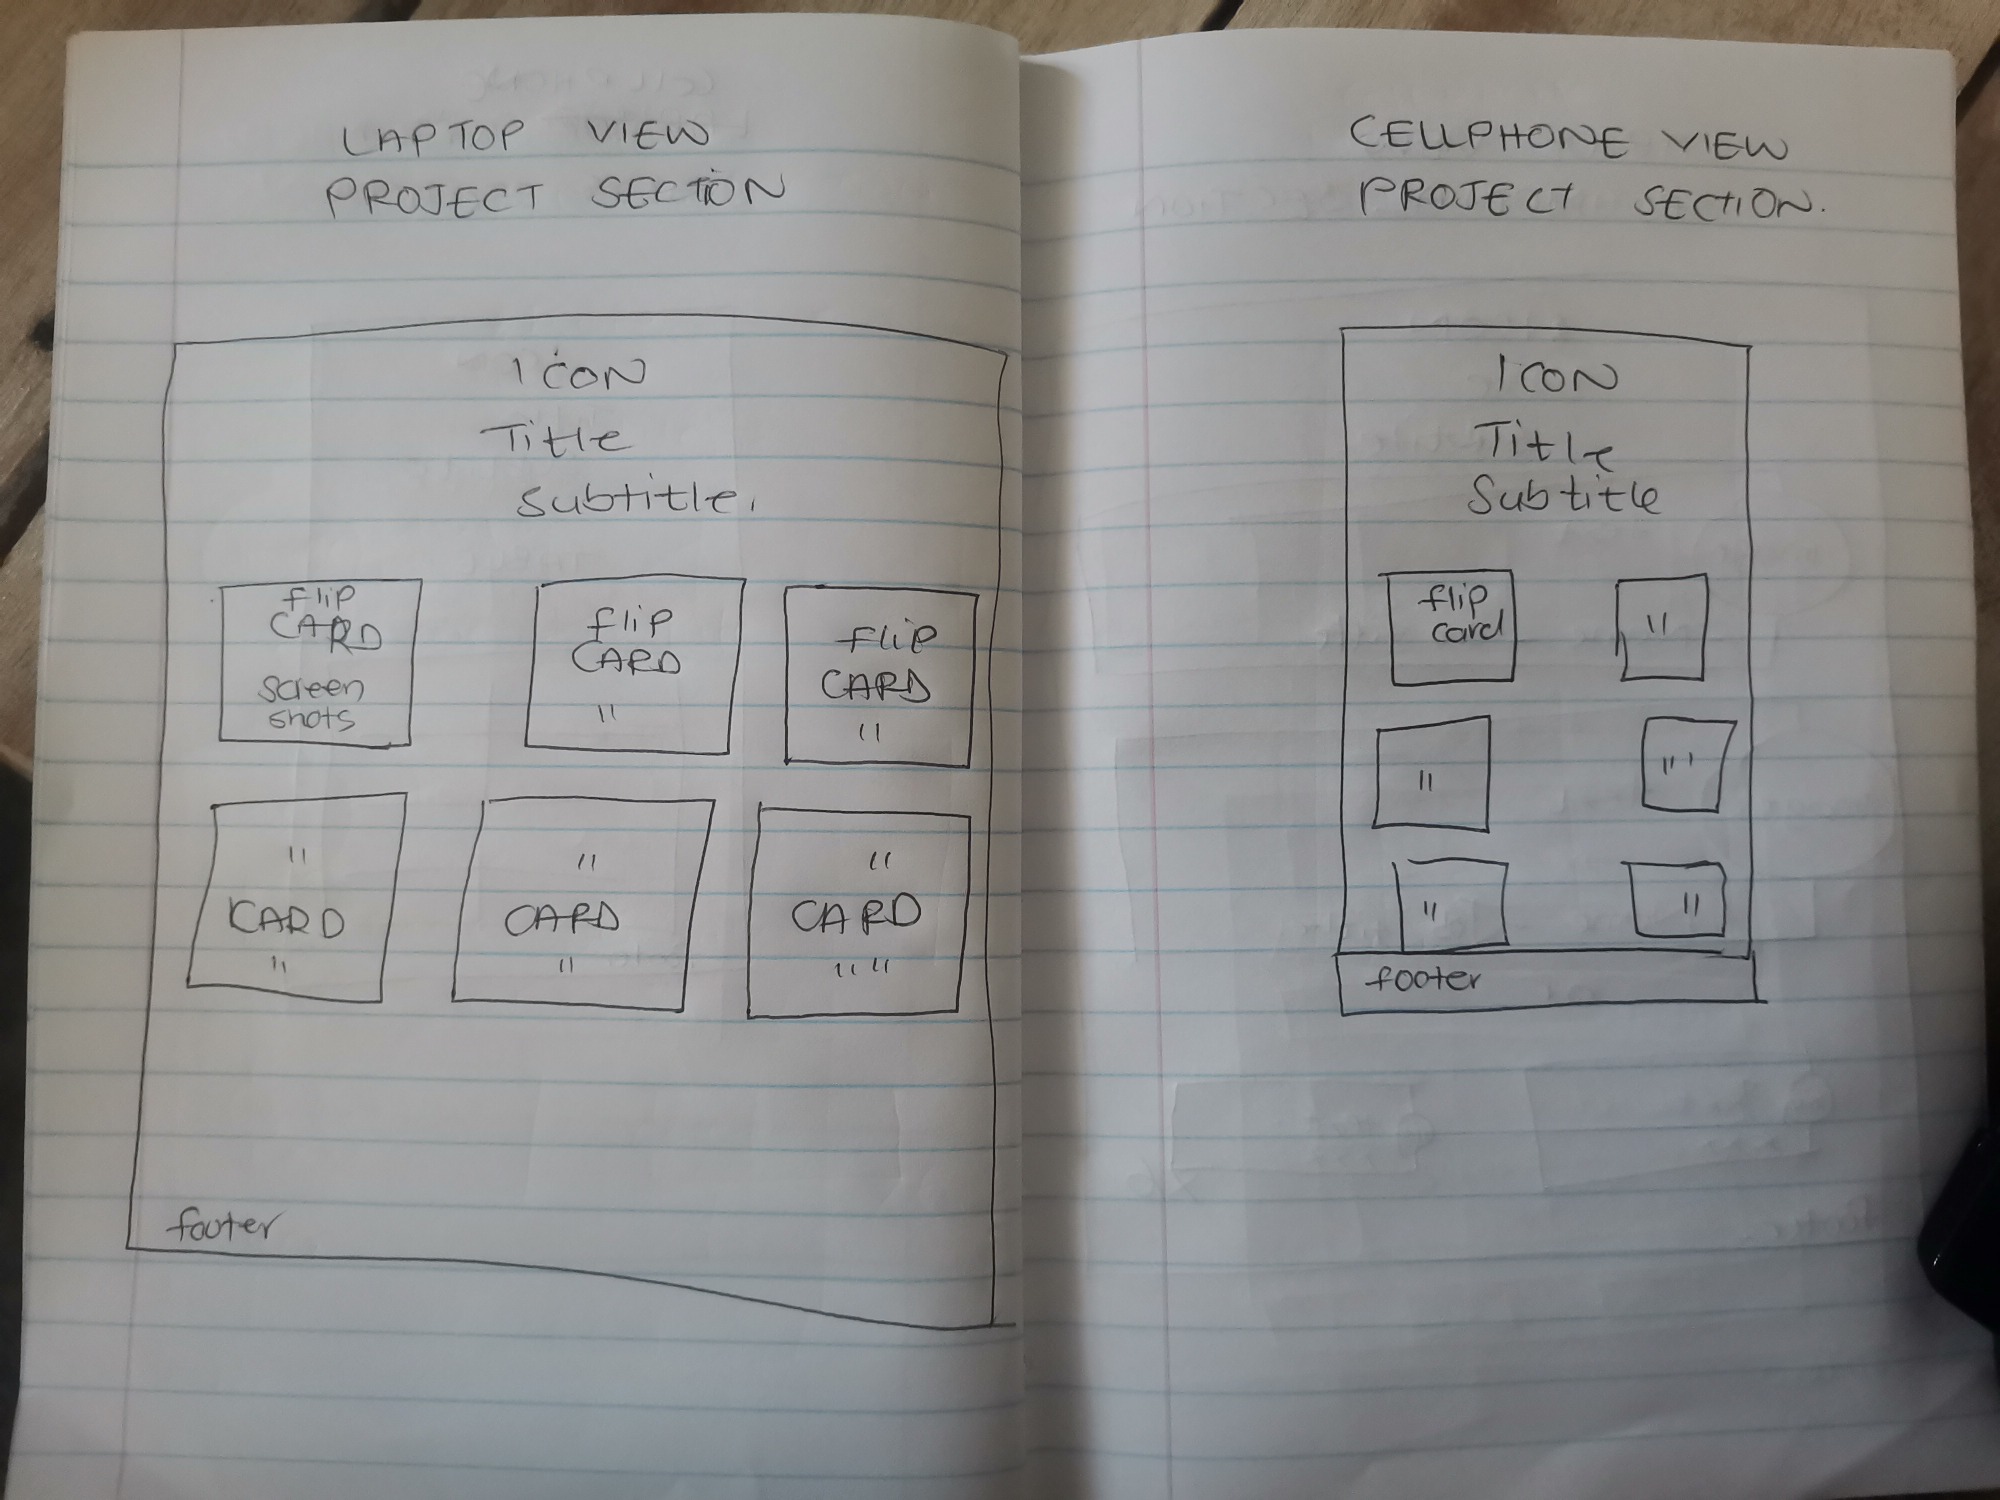 LAPTOP VIEW
PROJECT SECTION
ICON
Title
Subtitle.
flip
CARD
screen
shots
flip
CARD
"
flip
CARD
"
"
CARD
"
"
CARD
"
"
CARD
" "
footer
CELLPHONE VIEW
PROJECT SECTION.
ICON
Title
Subtitle
flip
card
"
"
" '
"
"
footer